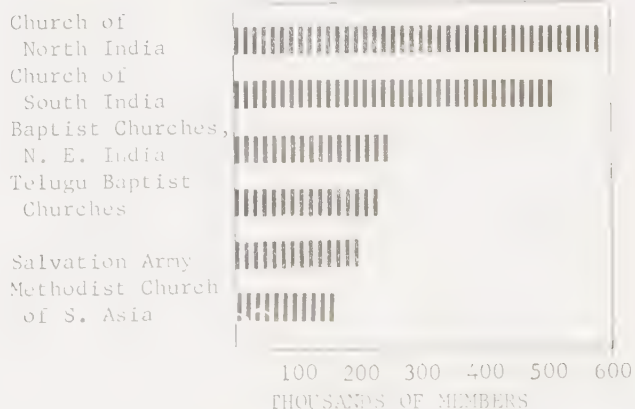 Church of
North India
Church of
South India
Baptist Churches,
N. E. India
Telugu Baptist
Churches
Salvation Army
Methodist Church
of S. Asia
100 200 300 400 500 600
THOUSANDS OF MEMBERS